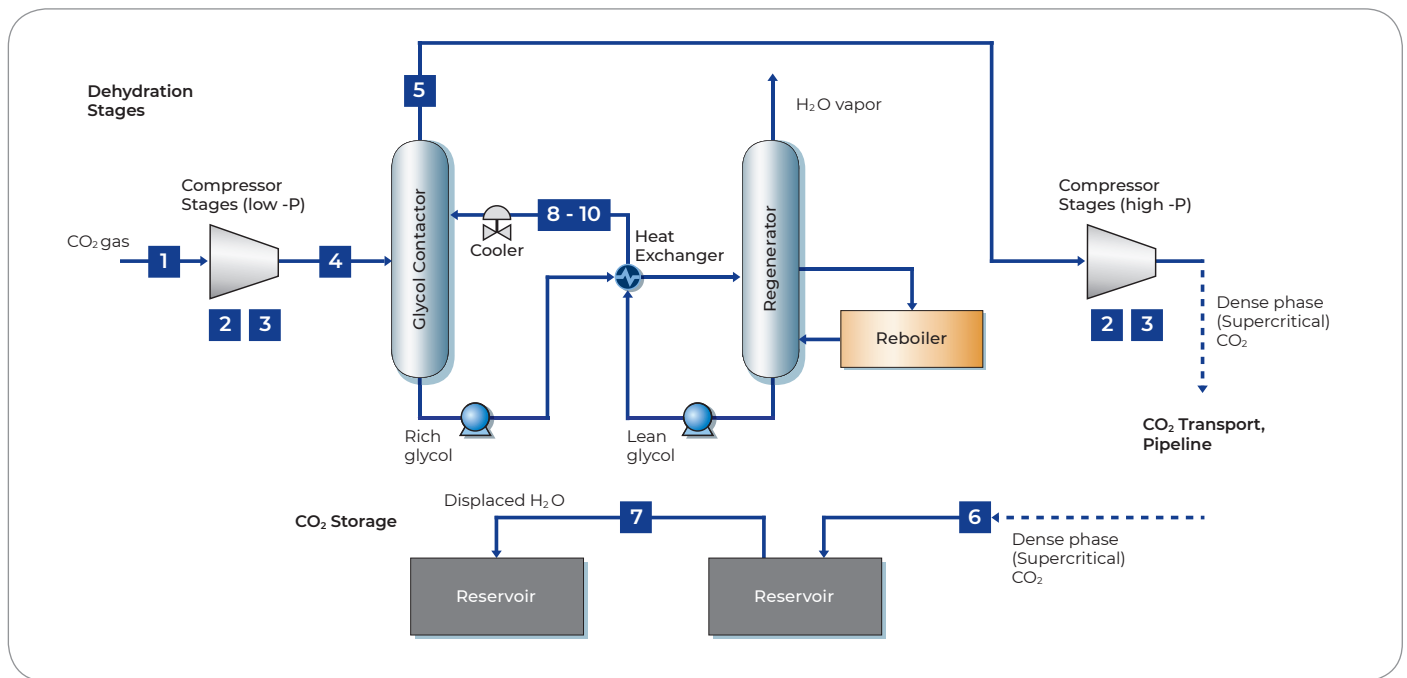 Dehydration
Stages
5
H₂O vapor
Compressor
Stages (low -P)
Compressor
Stages (high -P)
CO₂ gas
1
4
2
3
Glycol Contactor
8 - 10
Cooler
Heat
Exchanger
Regenerator
Reboiler
2
3
Dense phase
(Supercritical)
CO₂
Rich
glycol
Lean
glycol
CO₂ Transport,
Pipeline
CO₂ Storage
Displaced H₂O
7
6
Dense phase
(Supercritical)
CO₂
Reservoir
Reservoir